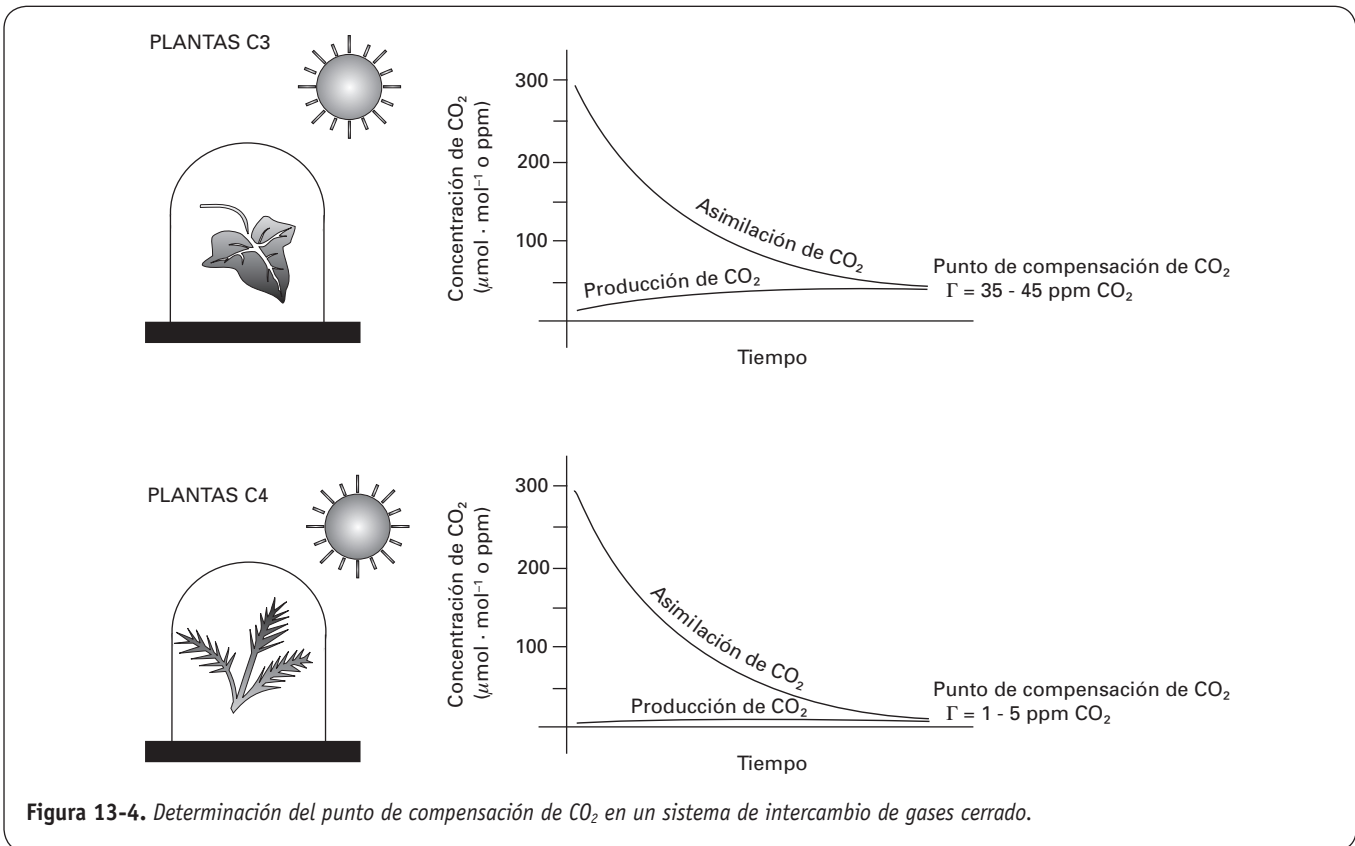 PLANTAS C3
Concentración de CO₂
(μmol · mol⁻¹ o ppm)
300
200
100
Asimilación de CO₂
Producción de CO₂
Punto de compensación de CO₂
Γ = 35 - 45 ppm CO₂
Tiempo
PLANTAS C4
Concentración de CO₂
(μmol · mol⁻¹ o ppm)
300
200
100
Asimilación de CO₂
Producción de CO₂
Punto de compensación de CO₂
Γ = 1 - 5 ppm CO₂
Tiempo
Figura 13-4. Determinación del punto de compensación de CO₂ en un sistema de intercambio de gases cerrado.